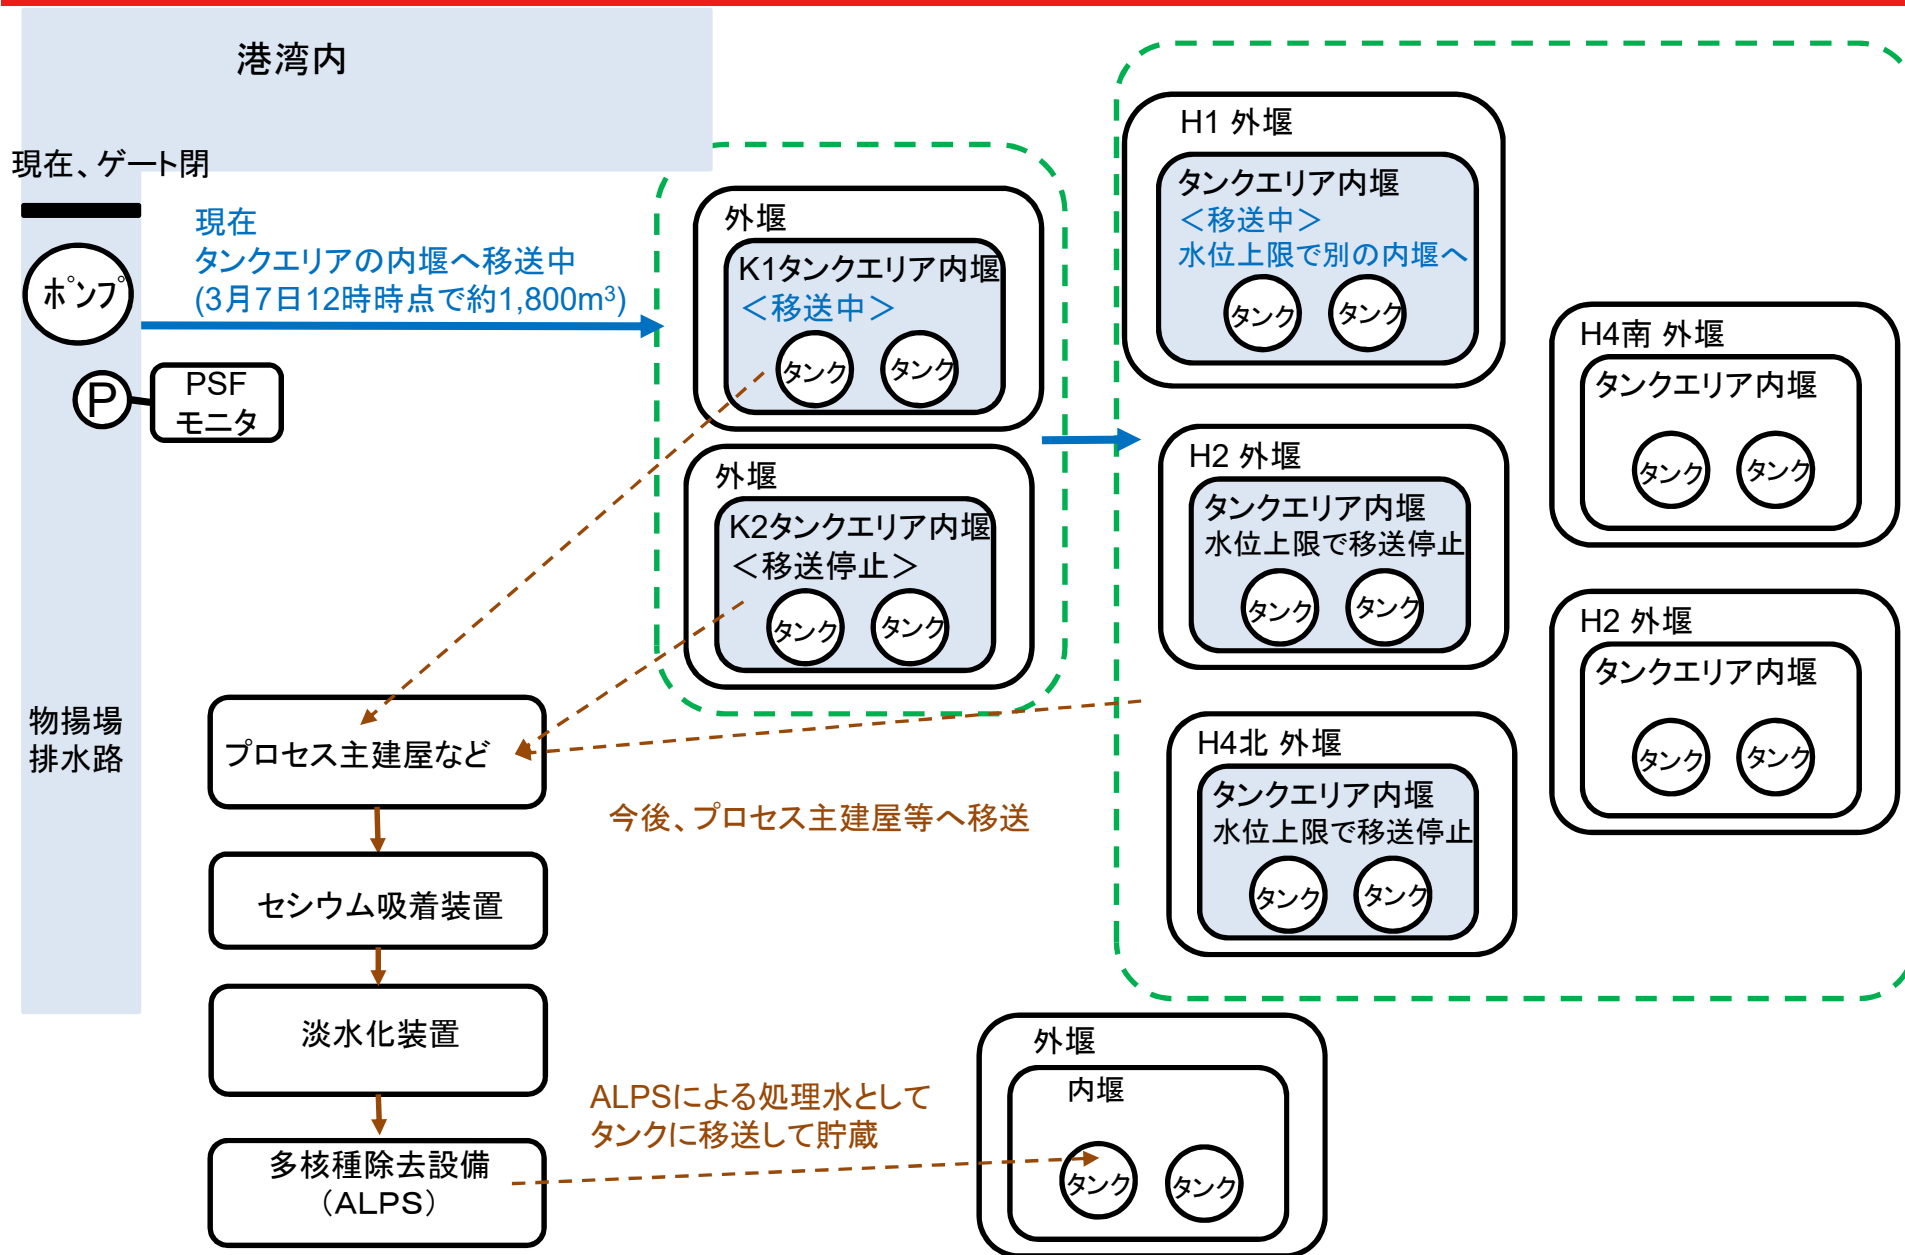 港湾内
現在、ゲート閉
ポンプ
現在
タンクエリアの内堰へ移送中
(3月7日12時時点で約1,800m³)
P
PSF
モニタ
物揚場
排水路
外堰
K1タンクエリア内堰
＜移送中＞
タンク
タンク
外堰
K2タンクエリア内堰
＜移送停止＞
タンク
タンク
H1 外堰
タンクエリア内堰
＜移送中＞
水位上限で別の内堰へ
タンク
タンク
H2 外堰
タンクエリア内堰
水位上限で移送停止
タンク
タンク
H4北 外堰
タンクエリア内堰
水位上限で移送停止
タンク
タンク
H4南 外堰
タンクエリア内堰
タンク
タンク
H2 外堰
タンクエリア内堰
タンク
タンク
プロセス主建屋など
今後、プロセス主建屋等へ移送
セシウム吸着装置
淡水化装置
多核種除去設備
（ALPS）
ALPSによる処理水として
タンクに移送して貯蔵
外堰
内堰
タンク
タンク